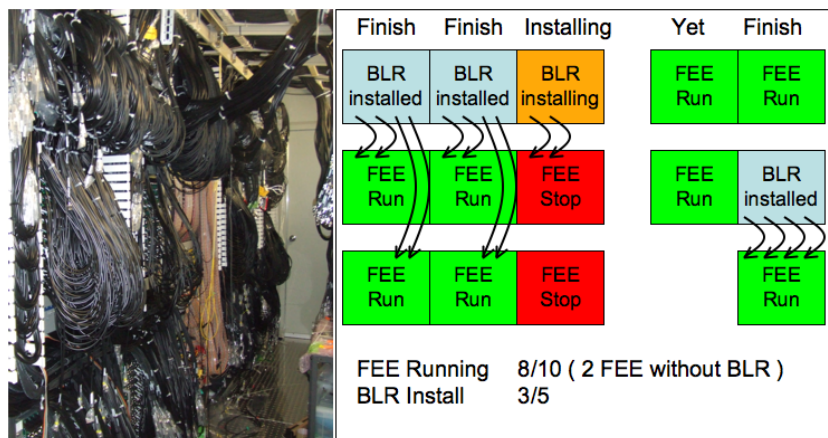 Finish Finish Installing Yet Finish
BLR BLR BLR FEE FEE
installed installed installing Run Run
FEE FEE FEE FEE BLR
Run Run Stop Run installed
FEE FEE FEE FEE
Run Run Stop Run
FEE Running 8/10 ( 2 FEE without BLR )
BLR Install 3/5